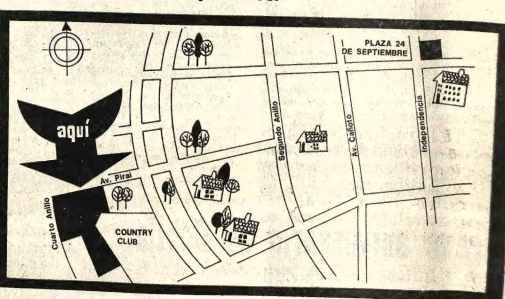 PLAZA 24
DE SEPTIEMBRE
aquí
Segundo Anillo
Av. Cañoto
Independencia
Av. Piraí
Cuarto Anillo
COUNTRY
CLUB